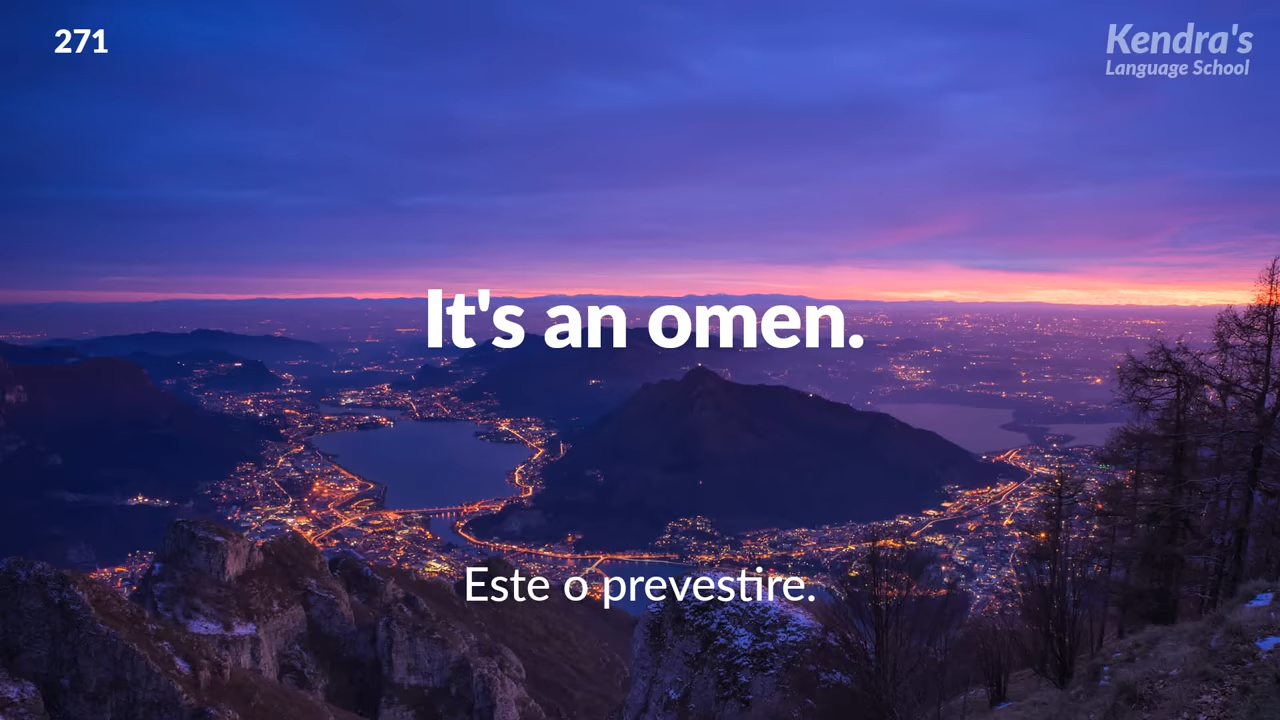 271
Kendra's
Language School
It's an omen.
Este o prevestire.